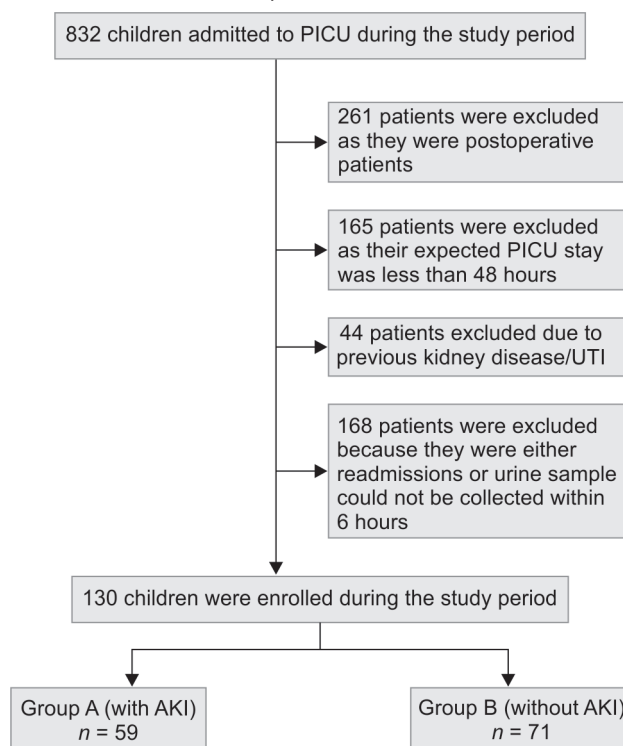 832 children admitted to PICU during the study period
261 patients were excluded
as they were postoperative
patients
165 patients were excluded
as their expected PICU stay
was less than 48 hours
44 patients excluded due to
previous kidney disease/UTI
168 patients were excluded
because they were either
readmissions or urine sample
could not be collected within
6 hours
130 children were enrolled during the study period
Group A (with AKI)
n = 59
Group B (without AKI)
n = 71